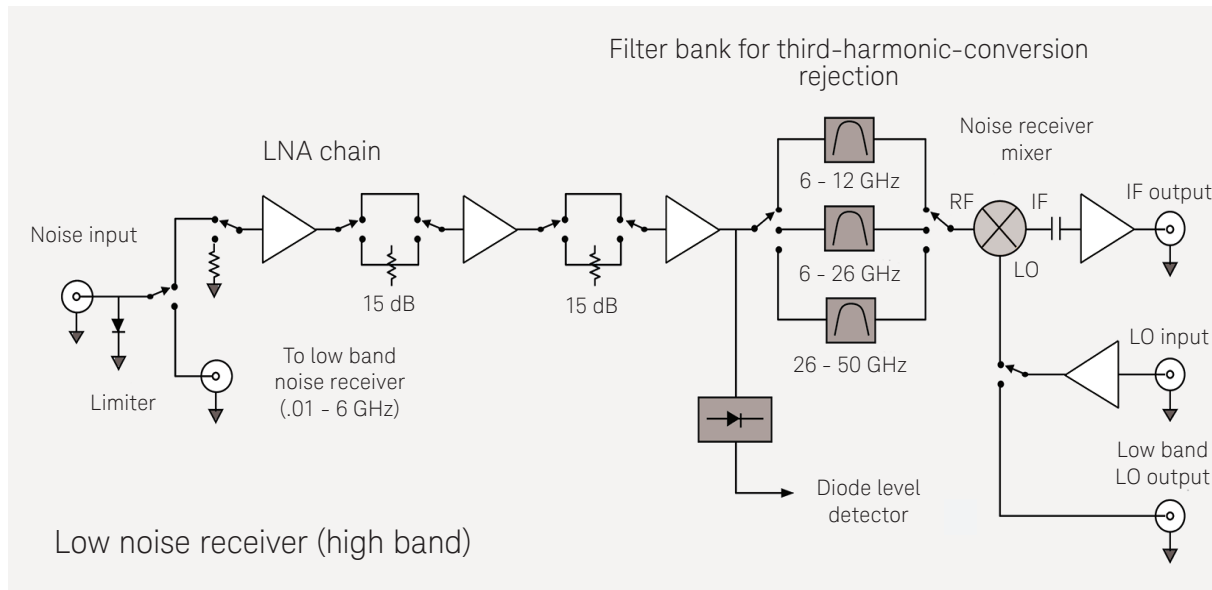 Filter bank for third-harmonic-conversion
rejection
LNA chain
Noise receiver
mixer
6 - 12 GHz
RF
IF
IF output
Noise input
6 - 26 GHz
LO
15 dB
15 dB
LO input
To low band
noise receiver
(.01 - 6 GHz)
26 - 50 GHz
Limiter
Low band
LO output
Diode level
detector
Low noise receiver (high band)